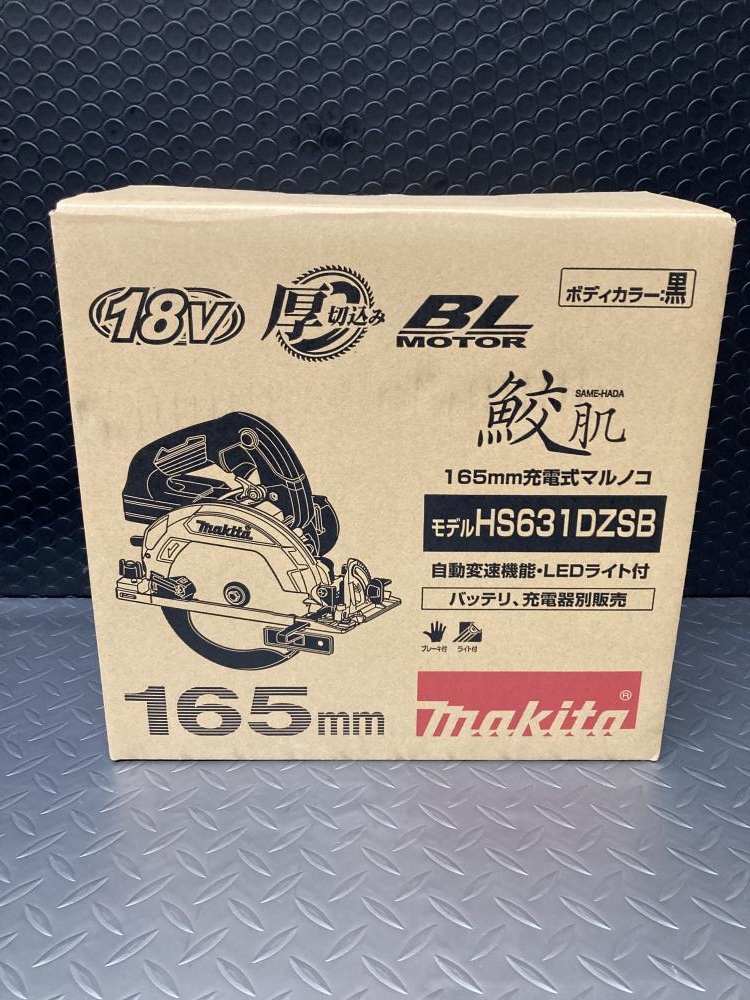 18V
厚切込み
BL
MOTOR
ボディカラー:黒
鮫肌
SAME-HADA
165mm充電式マルノコ
モデルHS631DZSB
自動変速機能・LEDライト付
バッテリ、充電器別販売
ブレーキ付 ライト付
Makita
165mm
makita®